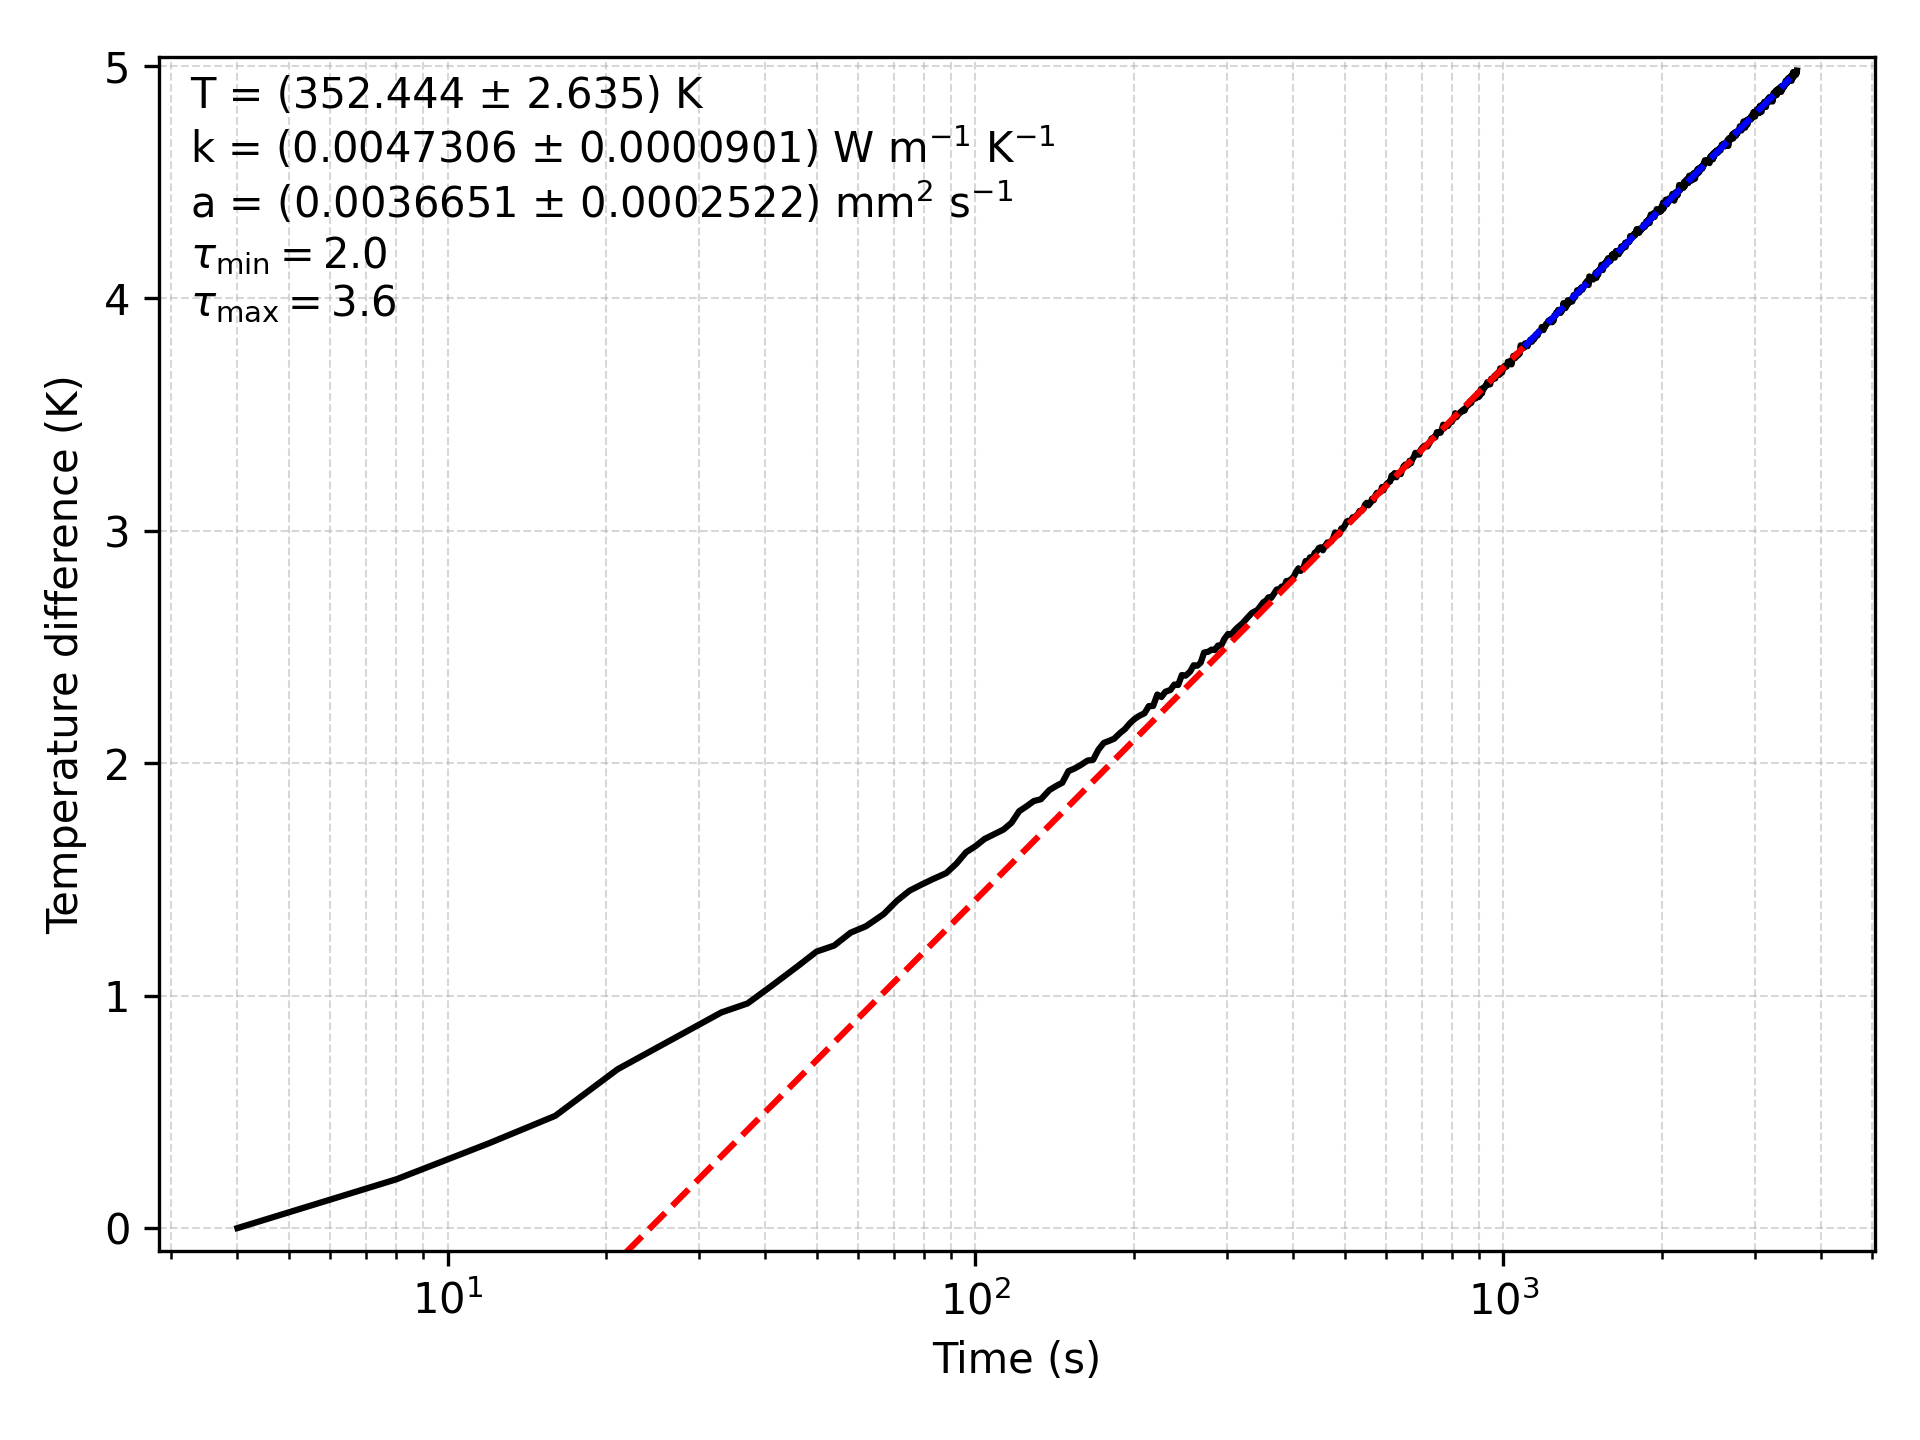 T = (352.444 ± 2.635) K
k = (0.0047306 ± 0.0000901) W m⁻¹ K⁻¹
a = (0.0036651 ± 0.0002522) mm² s⁻¹
τmin = 2.0
τmax = 3.6
5
4
3
2
1
0
Temperature difference (K)
10¹ 10² 10³
Time (s)